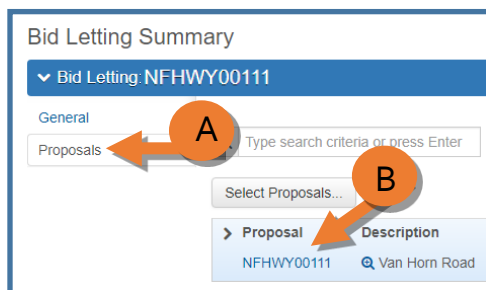 Bid Letting Summary
Bid Letting: NFHWY00111
General
Proposals
A
Type search criteria or press Enter
Select Proposals...
B
Proposal Description
NFHWY00111 Van Horn Road